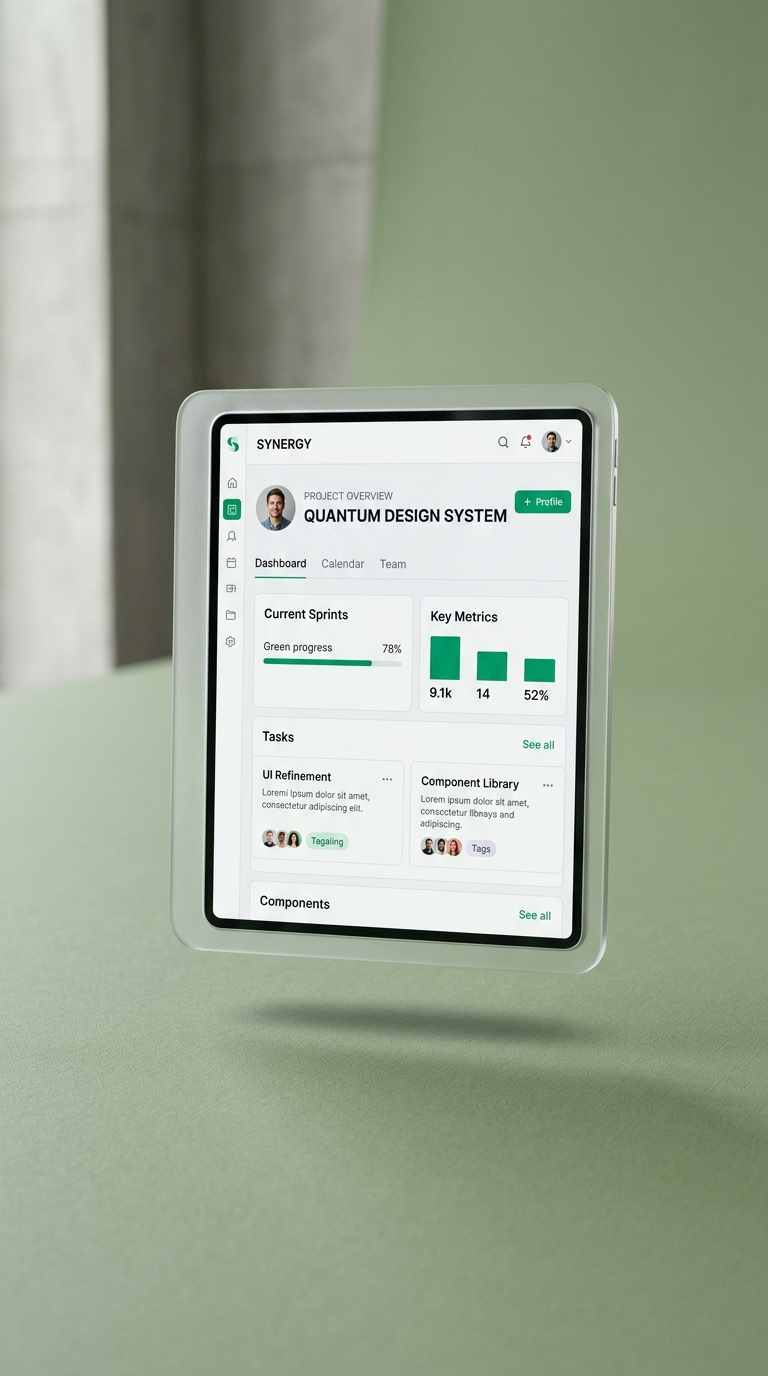 SYNERGY
PROJECT OVERVIEW
QUANTUM DESIGN SYSTEM
+ Profile
Dashboard Calendar Team
Current Sprints
Green progress 78%
Key Metrics
9.1k 14 52%
Tasks
See all
UI Refinement
Loremi Ipsum dolor sit amet,
consectetur adipiscing elit.
Tagaling
Component Library
Lorem ipsum dolor sit amet,
and
adipiscing.
Tags
Components
See all